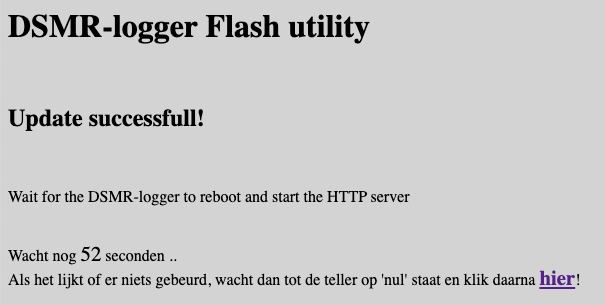 DSMR-logger Flash utility
Update successfull!
Wait for the DSMR-logger to reboot and start the HTTP server
Wacht nog 52 seconden ..
Als het lijkt of er niets gebeurd, wacht dan tot de teller op 'nul' staat en klik daarna hier!